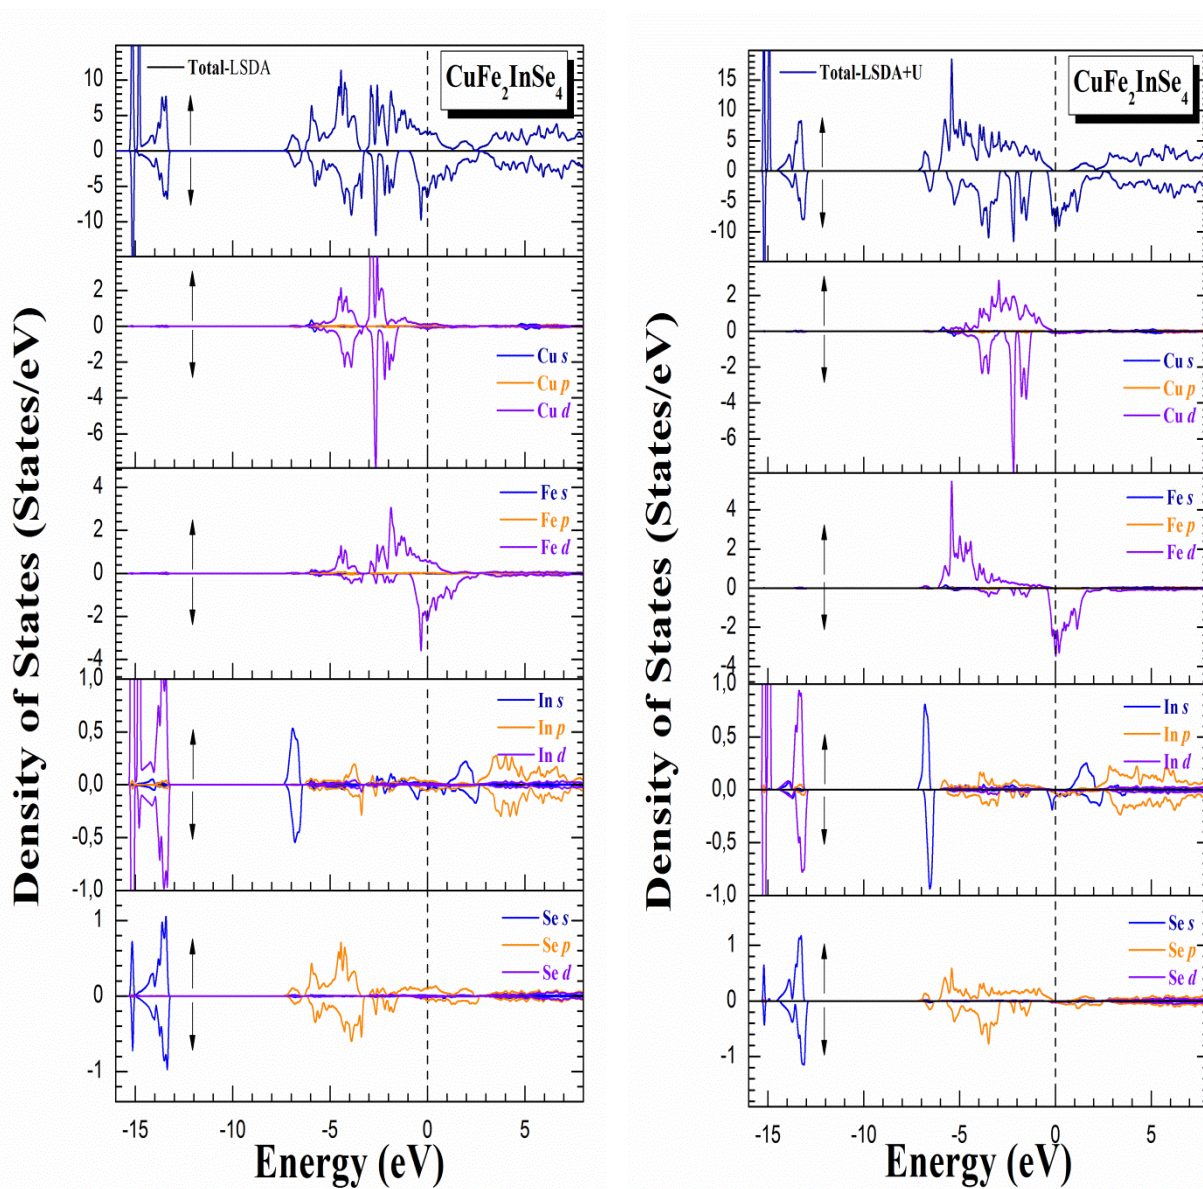 Density of States (States/eV)
Total-LSDA
CuFe2InSe4
10
5
0
-5
-10
2
0
-2
-4
-6
Cu s
Cu p
Cu d
4
2
0
-2
-4
Fe s
Fe p
Fe d
1,0
0,5
0,0
-0,5
-1,0
In s
In p
In d
1
0
-1
Se s
Se p
Se d
-15 -10 -5 0 5
Energy (eV)
Density of States (States/eV)
Total-LSDA+U
CuFe2InSe4
20
15
10
5
0
-5
-10
-15
2
0
-2
-4
-6
Cu s
Cu p
Cu d
4
2
0
-2
-4
Fe s
Fe p
Fe d
1,0
0,5
0,0
-0,5
-1,0
In s
In p
In d
1
0
-1
Se s
Se p
Se d
-15 -10 -5 0 5
Energy (eV)